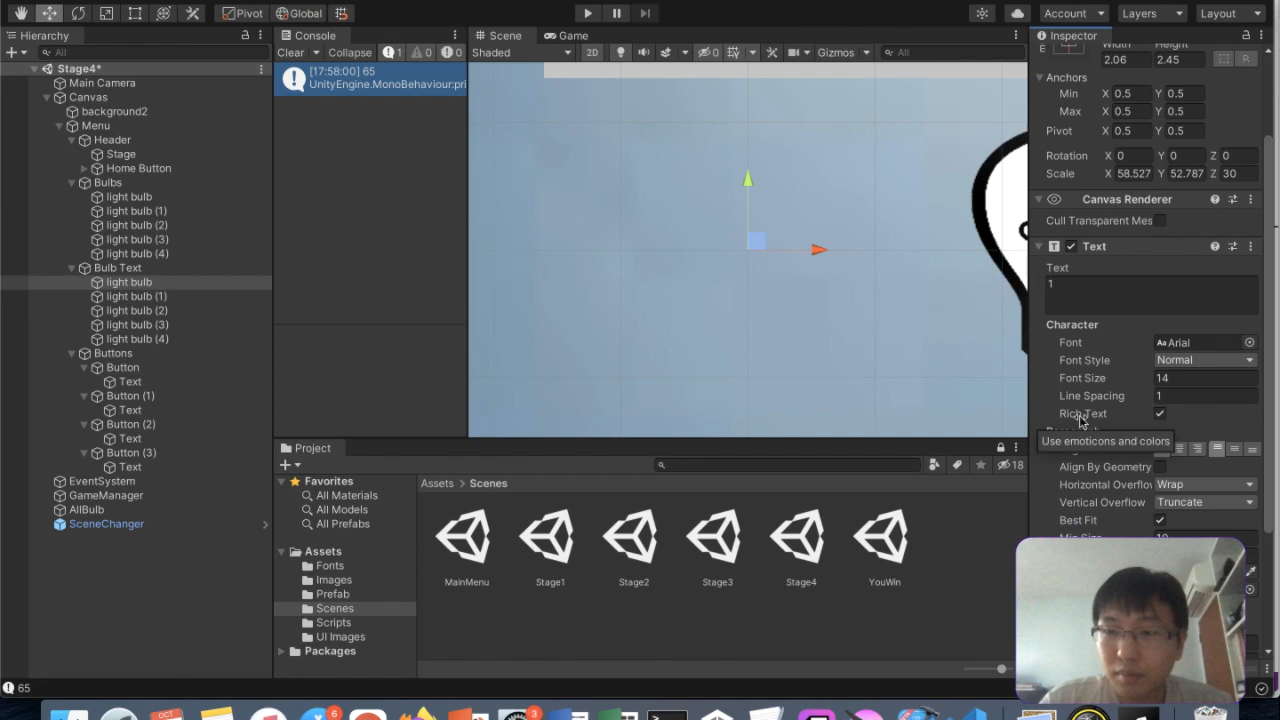 Pivot Global Account Layers Layout
Hierarchy
All
Stage4*
Main Camera
Canvas
background2
Menu
Header
Stage
Home Button
Bulbs
light bulb
light bulb (1)
light bulb (2)
light bulb (3)
light bulb (4)
Bulb Text
light bulb
light bulb (1)
light bulb (2)
light bulb (3)
light bulb (4)
Buttons
Button
Text
Button (1)
Text
Button (2)
Text
Button (3)
Text
EventSystem
GameManager
AllBulb
SceneChanger
Console
Clear Collapse 1 0 0
[17:58:00] 65
UnityEngine.MonoBehaviour:pri
Scene Game
Shaded 2D 0 Gizmos All
Project
18
Favorites
All Materials
All Models
All Prefabs
Assets
Fonts
Images
Prefab
Scenes
Scripts
UI Images
Packages
Assets > Scenes
MainMenu Stage1 Stage2 Stage3 Stage4 YouWin
Inspector
Width Height
2.06 2.45 R
Anchors
Min X 0.5 Y 0.5
Max X 0.5 Y 0.5
Pivot X 0.5 Y 0.5
Rotation X 0 Y 0 Z 0
Scale X 58.527 Y 52.787 Z 30
Canvas Renderer
Cull Transparent Mes
Text
Text
1
Character
Font Arial
Font Style Normal
Font Size 14
Line Spacing 1
Rich Text
Use emoticons and colors
Align By Geometry
Horizontal Overflow Wrap
Vertical Overflow Truncate
Best Fit
Min Size 10
65
OCT 6 3